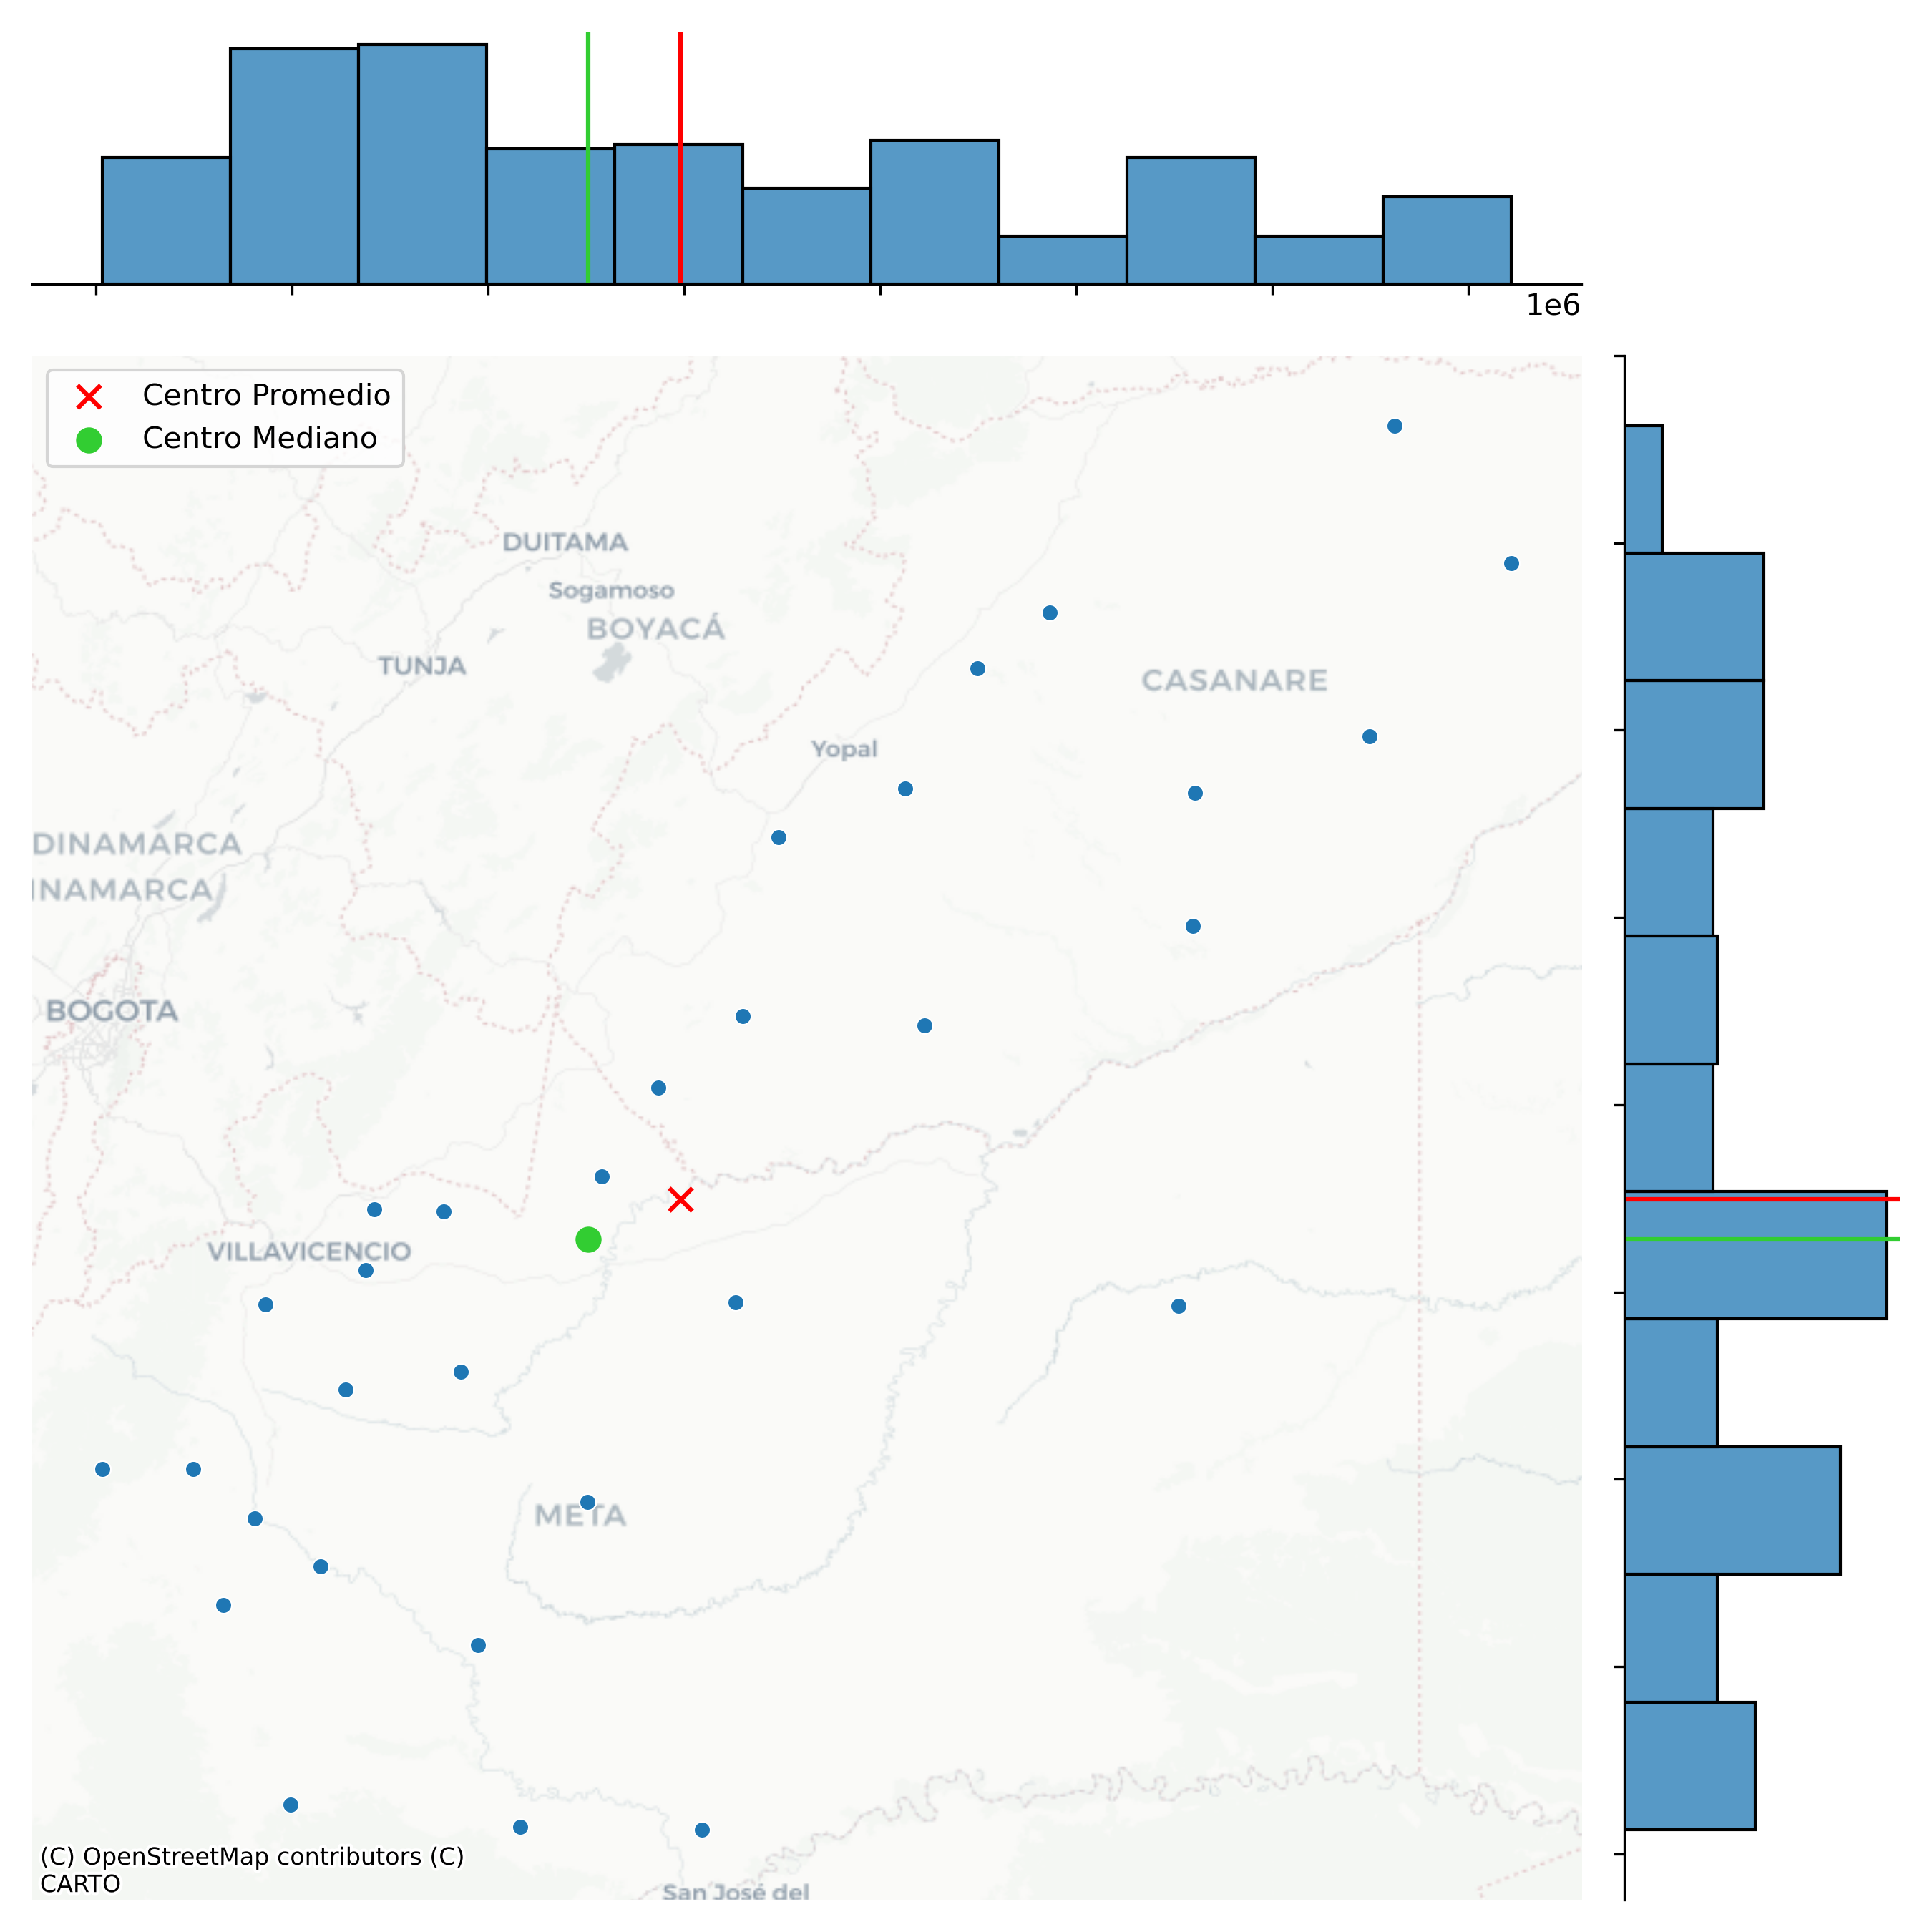 1e6
Centro Promedio
Centro Mediano
DUITAMA
Sogamoso
BOYACÁ
TUNJA
CASANARE
Yopal
DINAMARCA
INAMARCA
BOGOTA
VILLAVICENCIO
META
(C) OpenStreetMap contributors (C)
CARTO
San José del